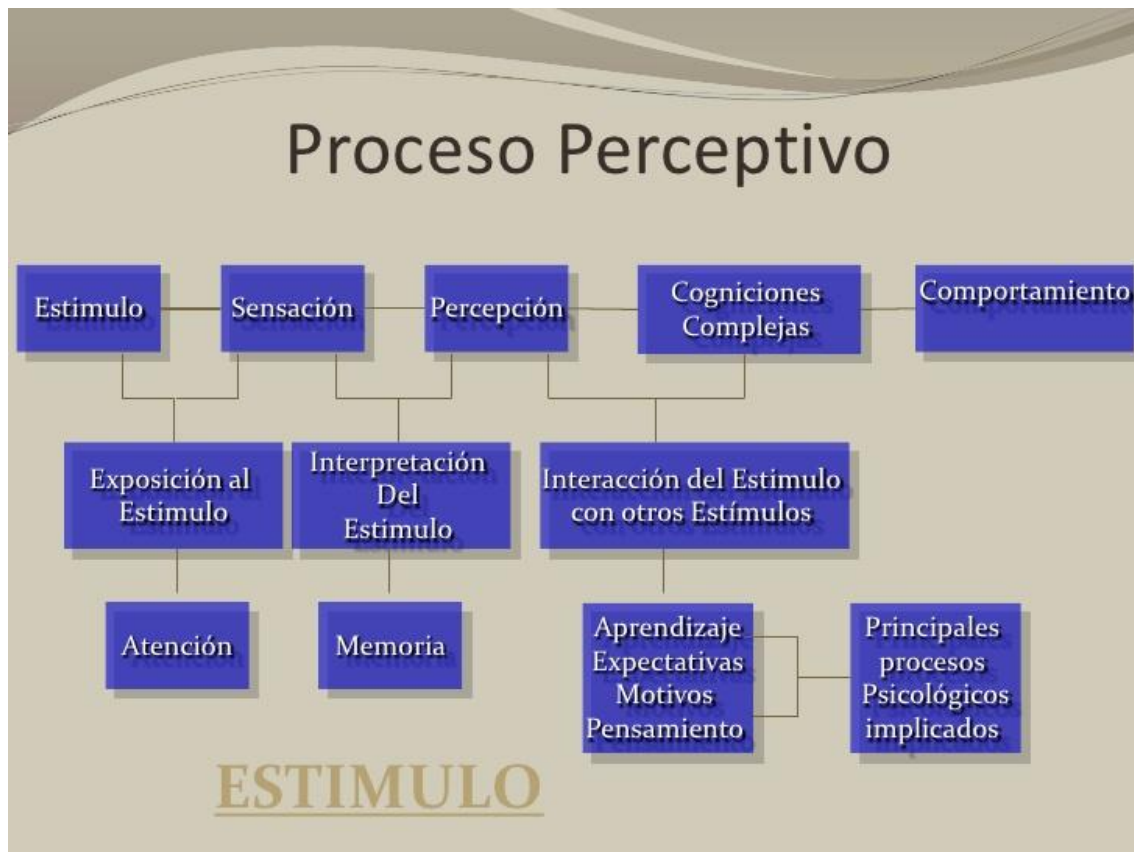 Proceso Perceptivo
Estimulo
Sensación
Percepción
Cogniciones
Complejas
Comportamiento
Exposición al
Estimulo
Interpretación
Del
Estimulo
Interacción del Estimulo
con otros Estímulos
Atención
Memoria
Aprendizaje
Expectativas
Motivos
Pensamiento
Principales
procesos
Psicológicos
implicados
ESTIMULO